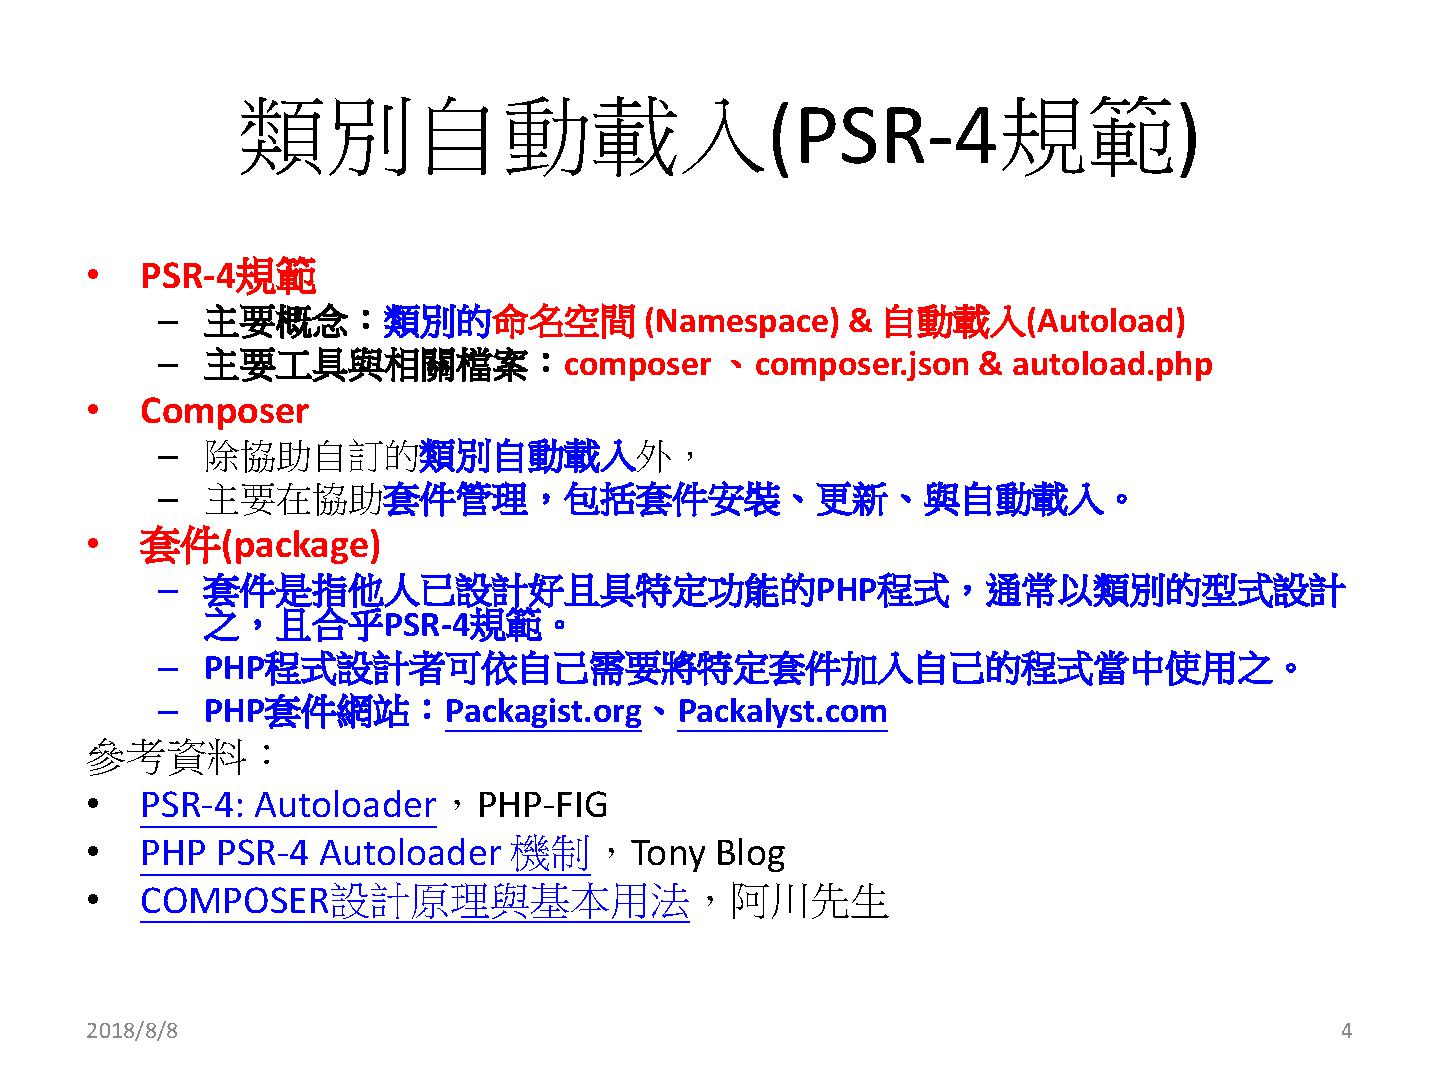 類別自動載入(PSR-4規範)
• PSR-4規範
– 主要概念：類別的命名空間 (Namespace) & 自動載入(Autoload)
– 主要工具與相關檔案：composer 、composer.json & autoload.php
• Composer
– 除協助自訂的類別自動載入外，
– 主要在協助套件管理，包括套件安裝、更新、與自動載入。
• 套件(package)
– 套件是指他人已設計好且具特定功能的PHP程式，通常以類別的型式設計
之，且合乎PSR-4規範。
– PHP程式設計者可依自己需要將特定套件加入自己的程式當中使用之。
– PHP套件網站：Packagist.org、Packalyst.com
參考資料：
• PSR-4: Autoloader，PHP-FIG
• PHP PSR-4 Autoloader 機制，Tony Blog
• COMPOSER設計原理與基本用法，阿川先生
2018/8/8
4